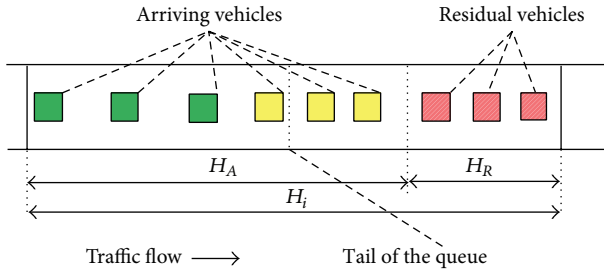 Arriving vehicles
Residual vehicles
H_A
H_R
H_i
Traffic flow
Tail of the queue